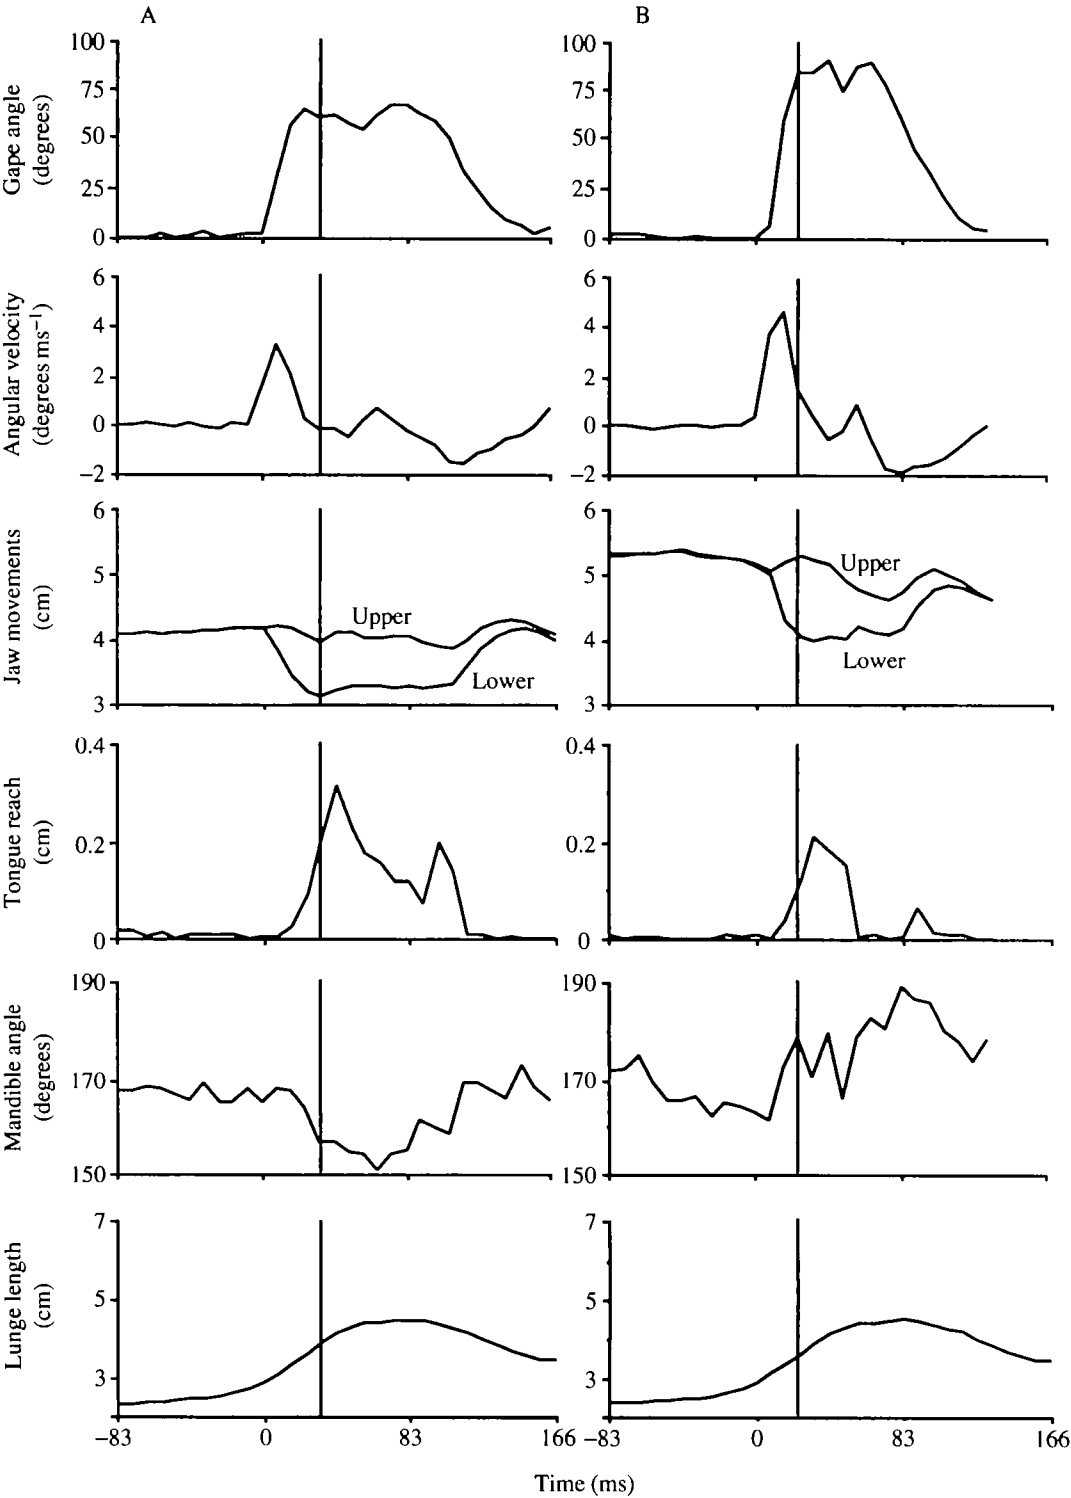 A
B
Gape angle
(degrees)
100
75
50
25
0
100
75
50
25
0
Angular velocity
(degrees ms⁻¹)
6
4
2
0
−2
6
4
2
0
−2
Jaw movements
(cm)
6
5
4
3
Upper
Lower
6
5
4
3
Upper
Lower
Tongue reach
(cm)
0.4
0.2
0
0.4
0.2
0
Mandible angle
(degrees)
190
170
150
190
170
150
Lunge length
(cm)
7
5
3
7
5
3
−83 0 83 166 −83 0 83 166
Time (ms)